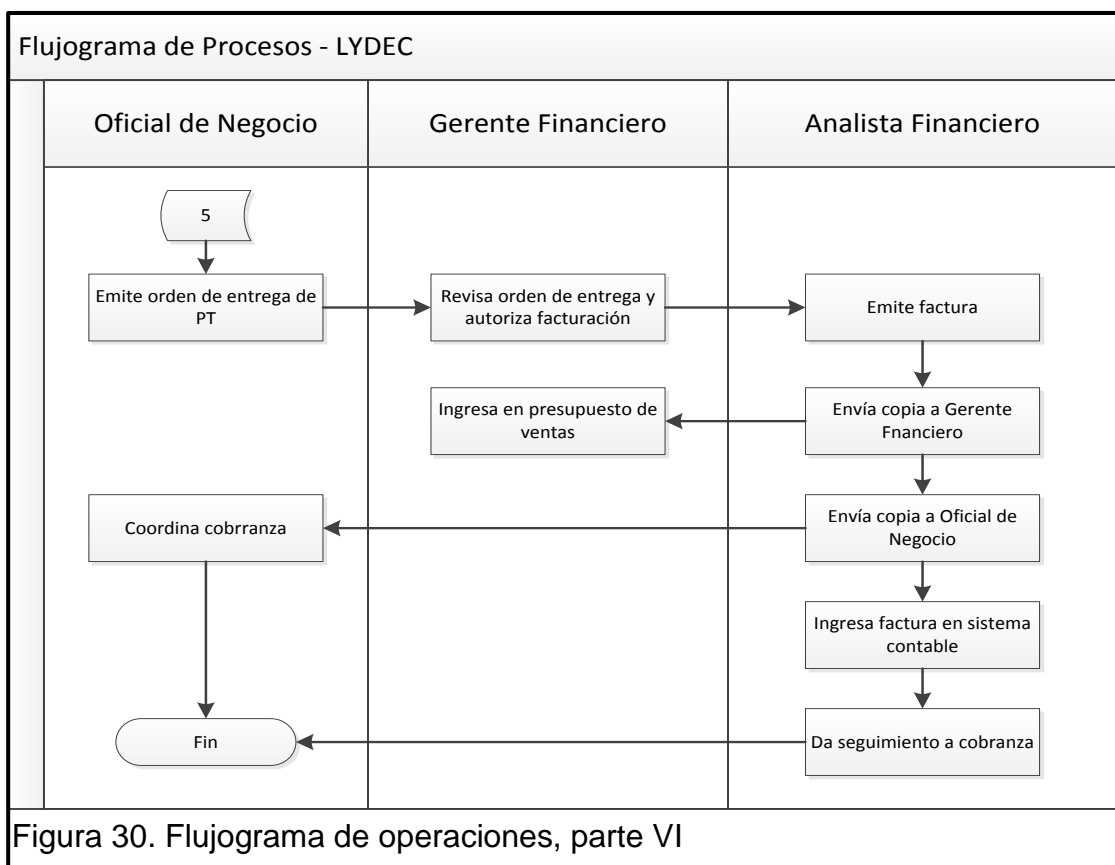 Flujograma de Procesos - LYDEC
Oficial de Negocio
Gerente Financiero
Analista Financiero
5
Emite orden de entrega de
PT
Revisa orden de entrega y
autoriza facturación
Emite factura
Ingresa en presupuesto de
ventas
Envía copia a Gerente
Fnanciero
Coordina cobrranza
Envía copia a Oficial de
Negocio
Ingresa factura en sistema
contable
Fin
Da seguimiento a cobranza
Figura 30. Flujograma de operaciones, parte VI